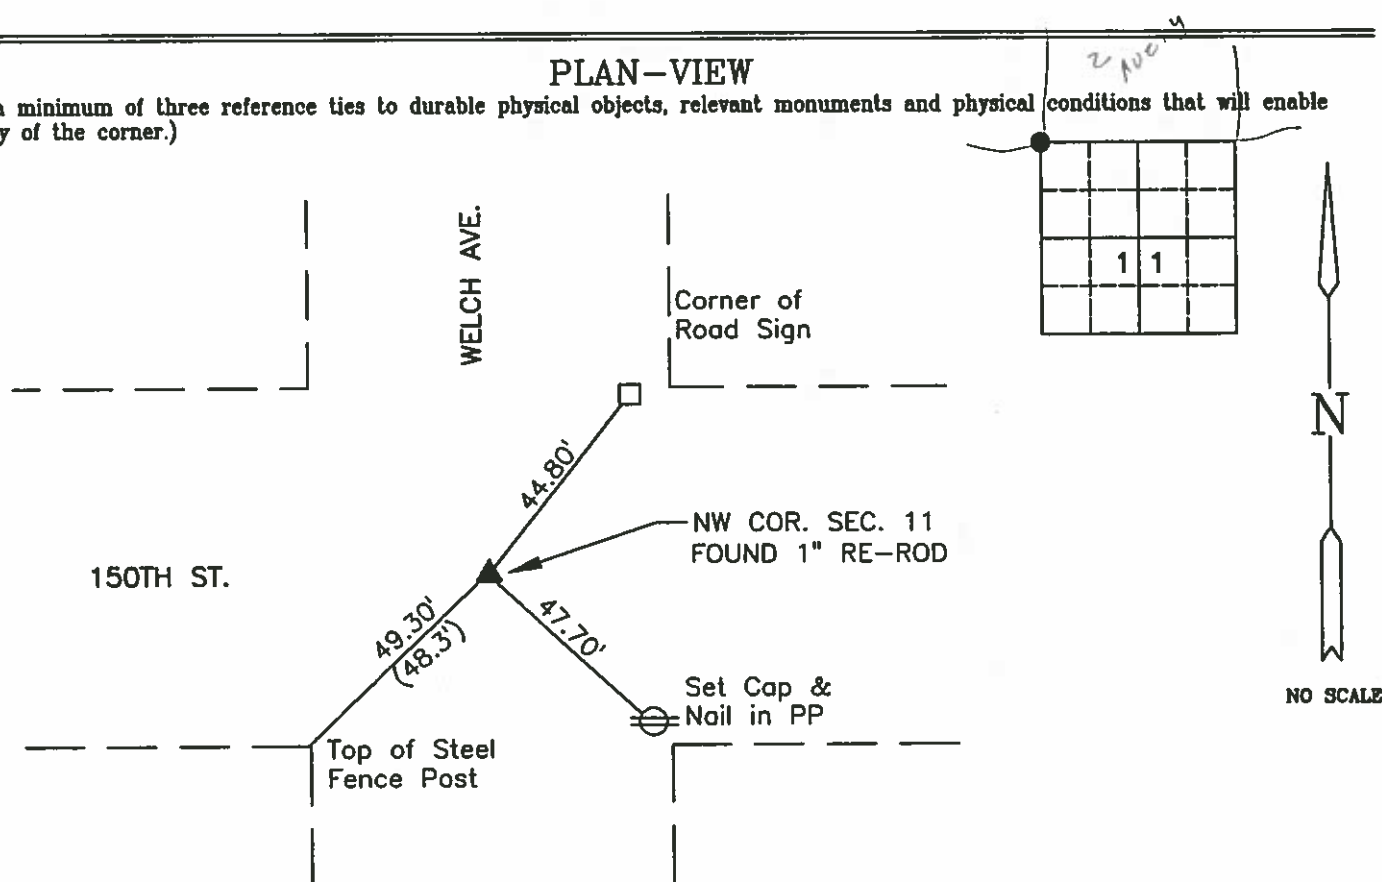 PLAN-VIEW
minimum of three reference ties to durable physical objects, relevant monuments and physical conditions that will enable
y of the corner.)
WELCH AVE.
Corner of
Road Sign
1 1
44.80'
N
NW COR. SEC. 11
FOUND 1" RE-ROD
150TH ST.
49.30'
(48.3')
47.70'
Set Cap &
Nail in PP
NO SCALE
Top of Steel
Fence Post